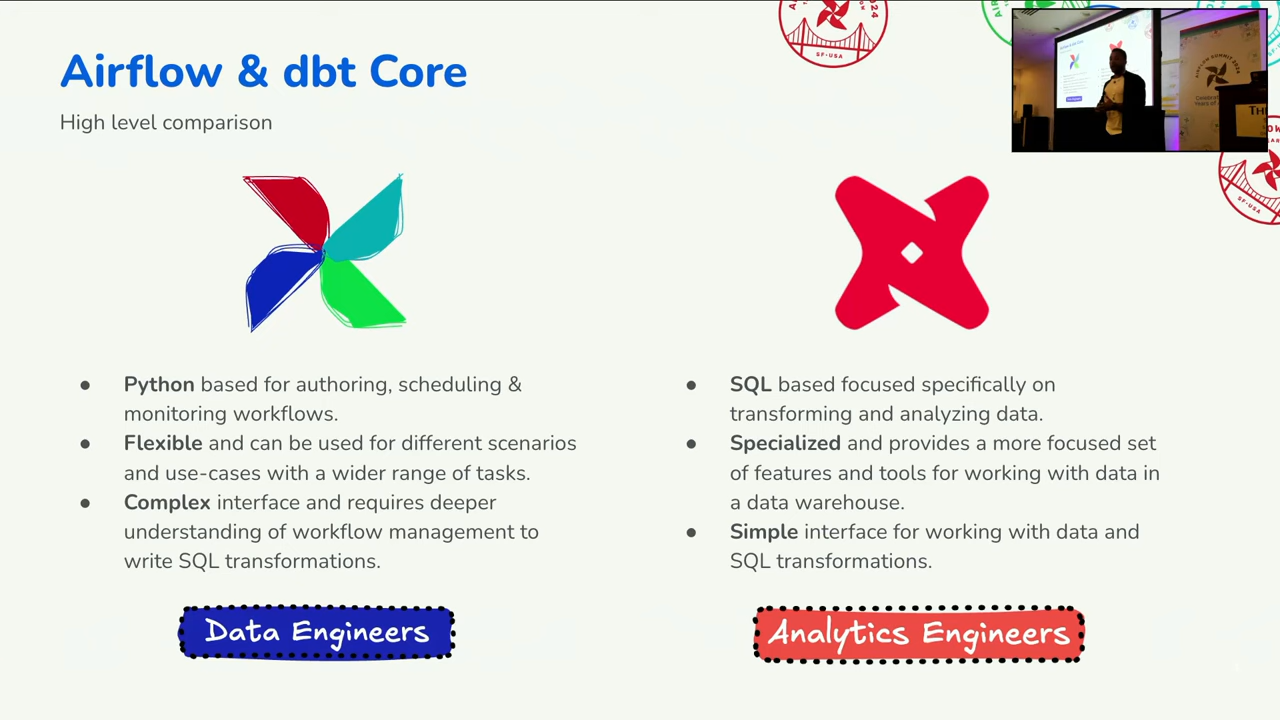 Airflow & dbt Core
High level comparison
● Python based for authoring, scheduling &
monitoring workflows.
● Flexible and can be used for different scenarios
and use-cases with a wider range of tasks.
● Complex interface and requires deeper
understanding of workflow management to
write SQL transformations.
Data Engineers
● SQL based focused specifically on
transforming and analyzing data.
● Specialized and provides a more focused set
of features and tools for working with data in
a data warehouse.
● Simple interface for working with data and
SQL transformations.
Analytics Engineers
SF-USA
SF-USA